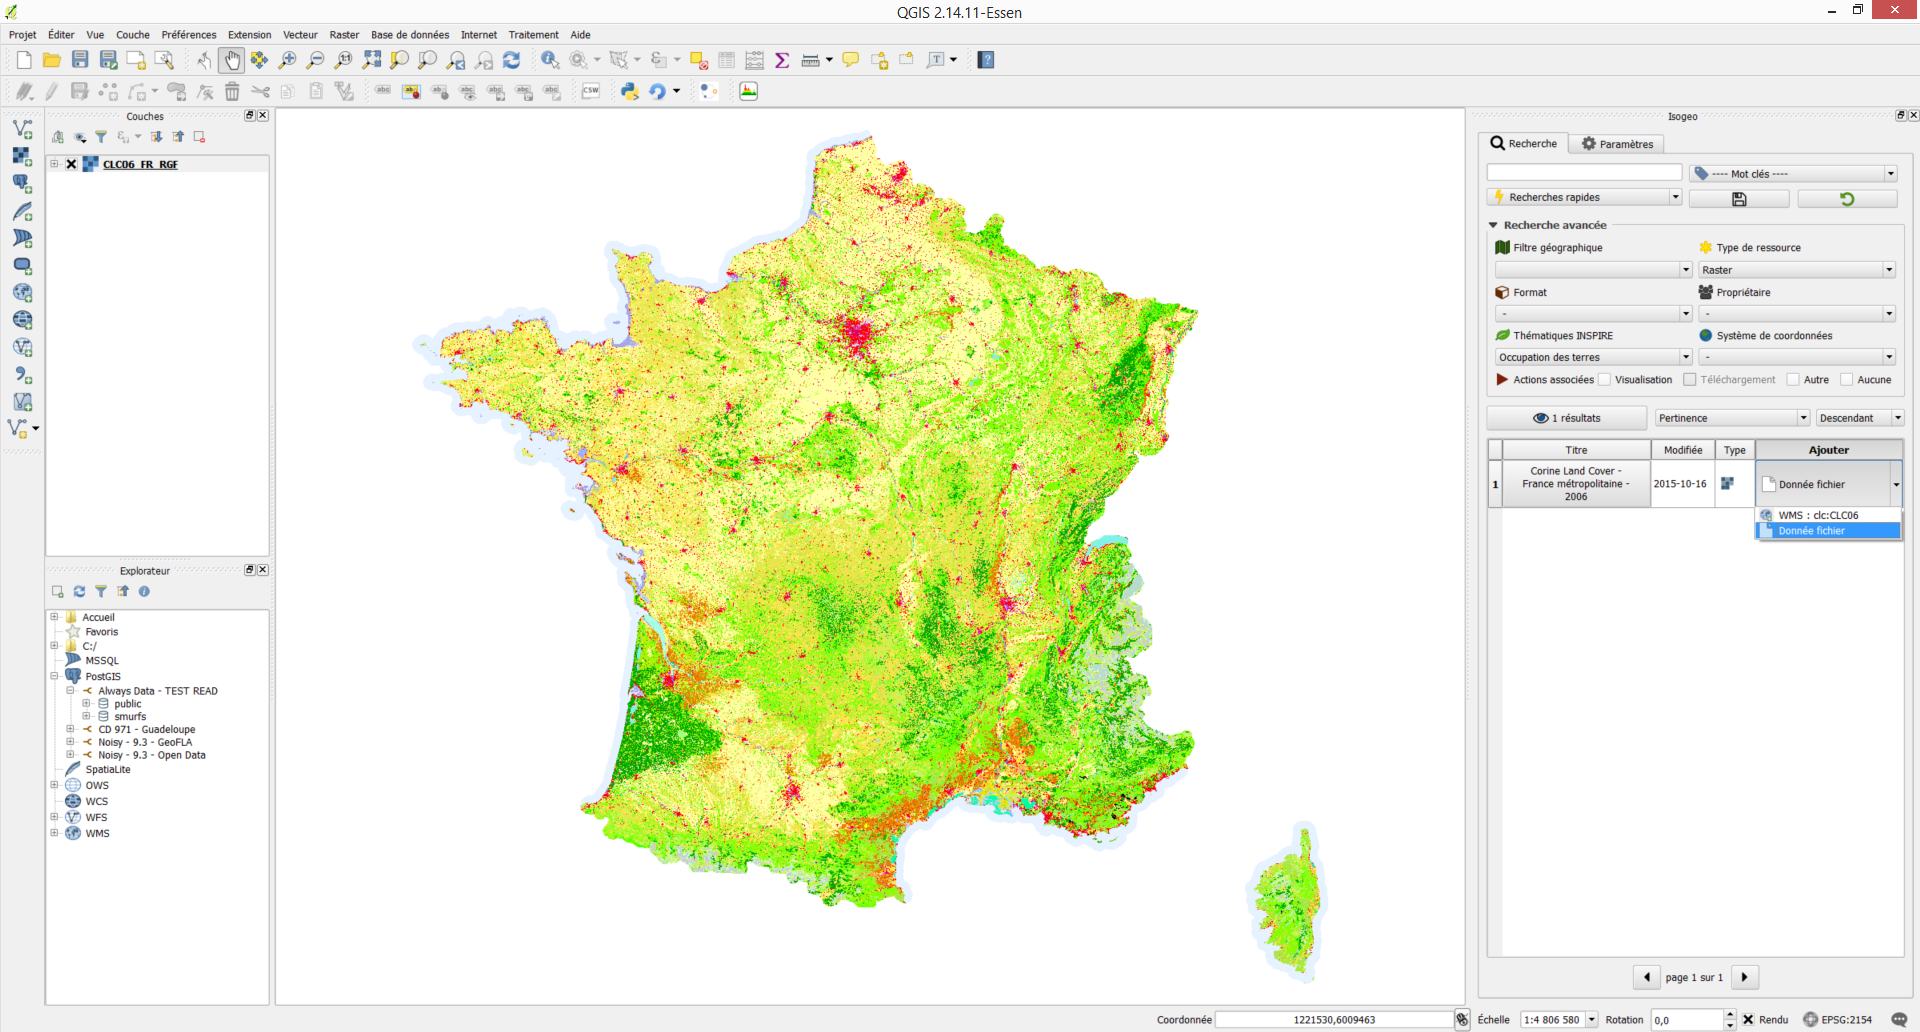 QGIS 2.14.11-Essen
Projet Éditer Vue Couche Préférences Extension Vecteur Raster Base de données Internet Traitement Aide
CSW
Couches
CLC06_FR_RGF
Explorateur
Accueil
Favoris
C:/
MSSQL
PostGIS
Always Data - TEST READ
public
smurfs
CD 971 - Guadeloupe
Noisy - 9.3 - GeoFLA
Noisy - 9.3 - Open Data
SpatiaLite
OWS
WCS
WFS
WMS
Isogeo
Recherche Paramètres
---- Mot clés ----
Recherches rapides
Recherche avancée
Filtre géographique Type de ressource
Raster
Format Propriétaire
- -
Thématiques INSPIRE Système de coordonnées
Occupation des terres -
Actions associées Visualisation Téléchargement Autre Aucune
1 résultats Pertinence Descendant
Titre Modifiée Type Ajouter
1 Corine Land Cover -
France métropolitaine -
2006
2015-10-16 Donnée fichier
WMS : clc:CLC06
Donnée fichier
page 1 sur 1
Coordonnée 1221530,6009463 Échelle 1:4 806 580 Rotation 0,0 Rendu EPSG:2154